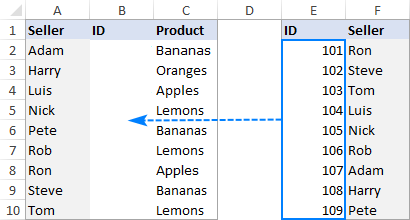 A B C D E F
1 Seller ID Product ID Seller
2 Adam Bananas 101 Ron
3 Harry Oranges 102 Steve
4 Luis Apples 103 Tom
5 Nick Lemons 104 Luis
6 Pete Bananas 105 Nick
7 Rob Lemons 106 Rob
8 Ron Apples 107 Adam
9 Steve Bananas 108 Harry
10 Tom Lemons 109 Pete